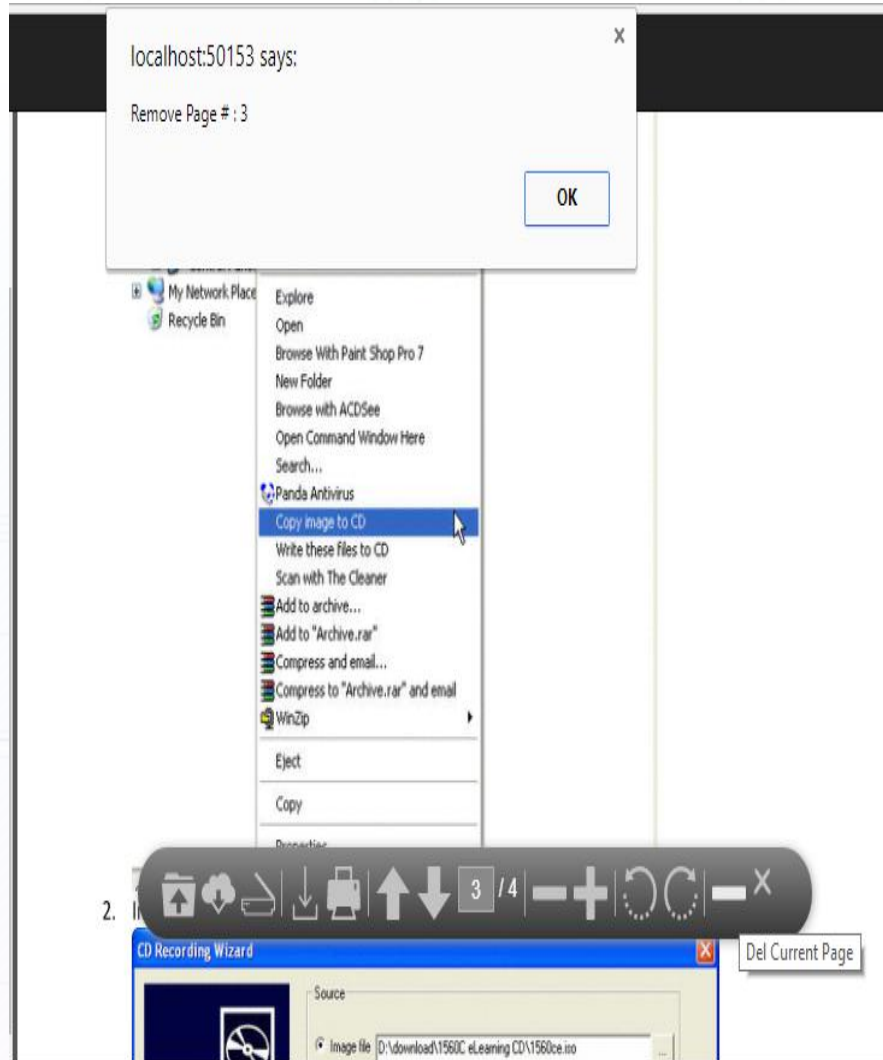 localhost:50153 says:
Remove Page # : 3
OK
My Network Place
Recycle Bin
Explore
Open
Browse With Paint Shop Pro 7
New Folder
Browse with ACDSee
Open Command Window Here
Search...
Panda Antivirus
Copy image to CD
Write these files to CD
Scan with The Cleaner
Add to archive...
Add to "Archive.rar"
Compress and email...
Compress to "Archive.rar" and email
WinZip
Eject
Copy
Properties
3 / 4
2.
Del Current Page
CD Recording Wizard
Source
Image file D:\download\1560C eLearning CD\1560ce.iso ...